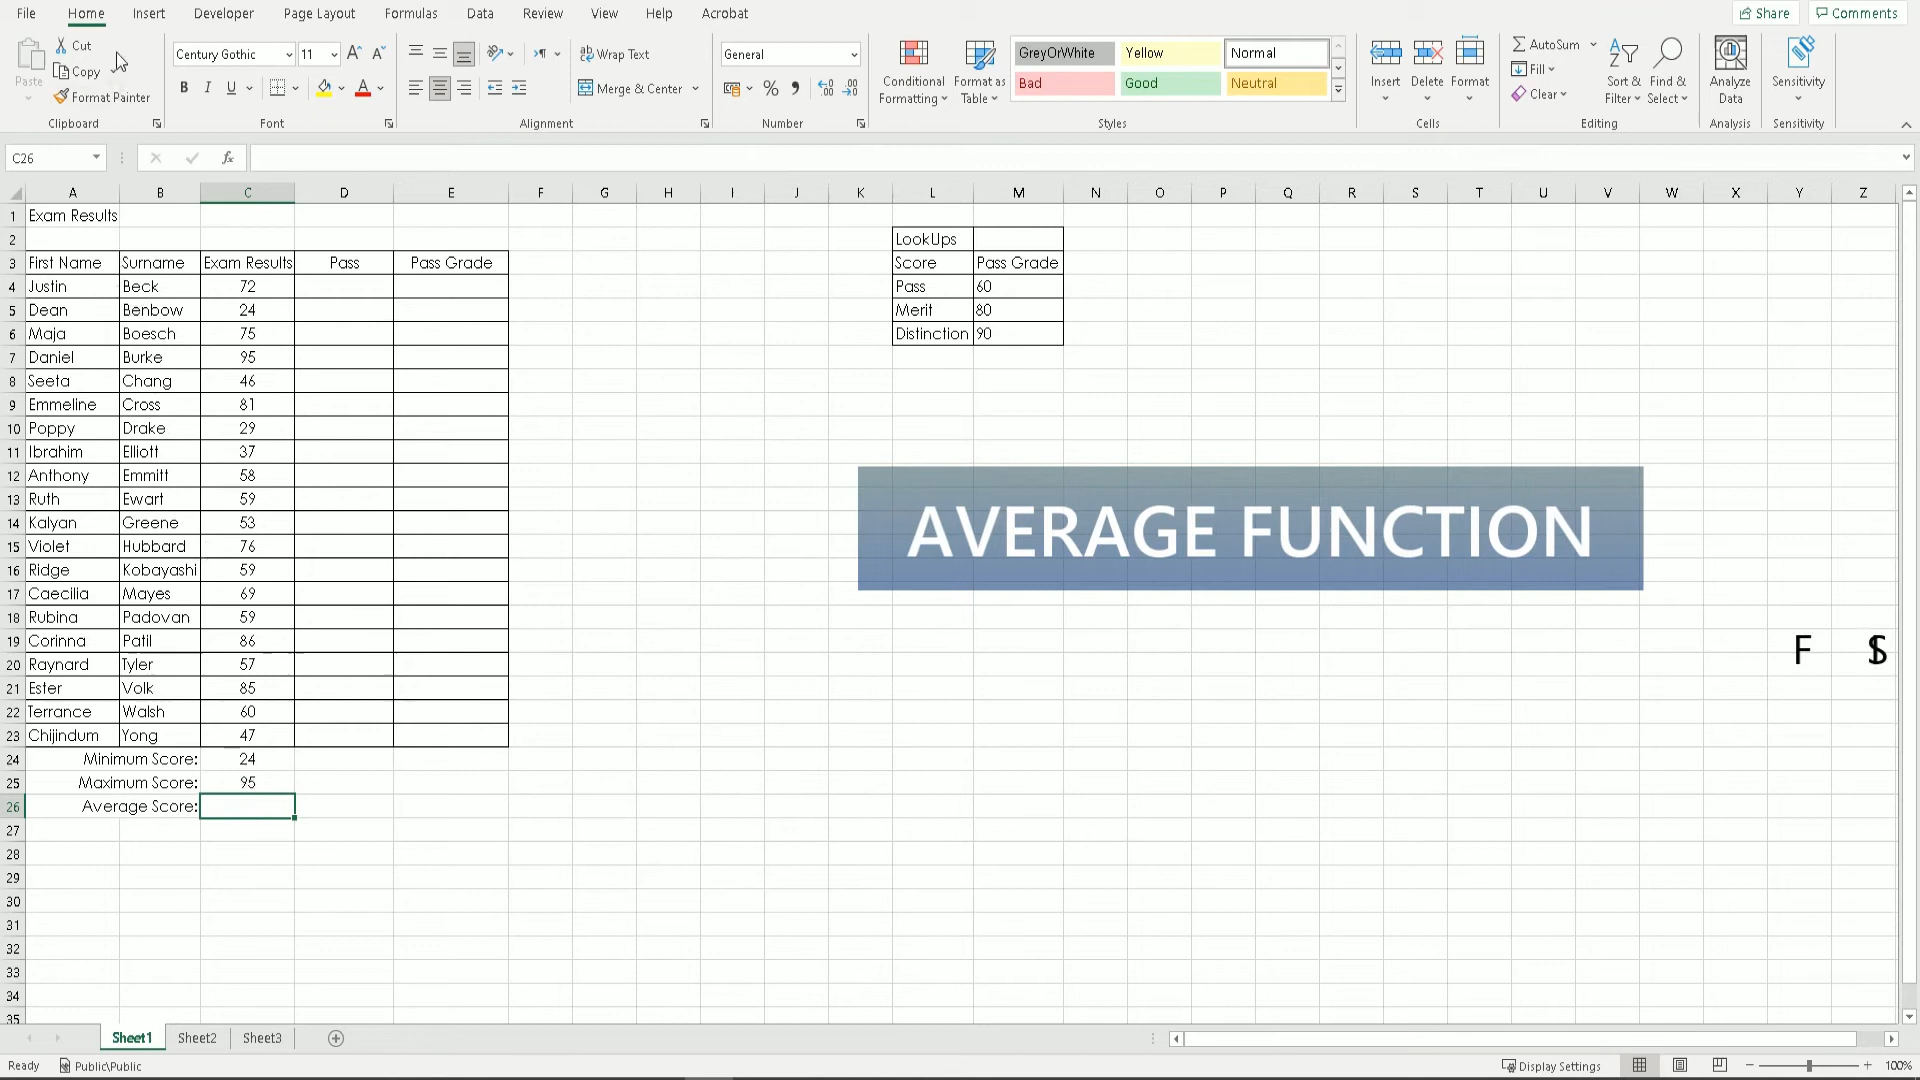 File Home Insert Developer Page Layout Formulas Data Review View Help Acrobat Share Comments
Paste Cut Copy Format Painter Clipboard
Century Gothic 11 B I U A Font
ab Wrap Text Merge & Center Alignment
General % Number
Conditional Formatting Format as Table
GreyOrWhite Yellow Normal
Bad Good Neutral
Styles
Insert Delete Format Cells
AutoSum Fill Clear Sort & Filter Find & Select Editing
Analyze Data Analysis
Sensitivity Sensitivity
C26 fx
A B C D E F G H I J K L M N O P Q R S T U V W X Y Z
1 Exam Results
2 LookUps
3 First Name Surname Exam Results Pass Pass Grade Score Pass Grade
4 Justin Beck 72 Pass 60
5 Dean Benbow 24 Merit 80
6 Maja Boesch 75 Distinction 90
7 Daniel Burke 95
8 Seeta Chang 46
9 Emmeline Cross 81
10 Poppy Drake 29
11 Ibrahim Elliott 37
12 Anthony Emmitt 58
13 Ruth Ewart 59
14 Kalyan Greene 53
15 Violet Hubbard 76
16 Ridge Kobayashi 59
17 Caecilia Mayes 69
18 Rubina Padovan 59
19 Corinna Patil 86
20 Raynard Tyler 57
21 Ester Volk 85
22 Terrance Walsh 60
23 Chijindum Yong 47
24 Minimum Score: 24
25 Maximum Score: 95
26 Average Score:
27
28
29
30
31
32
33
34
35
AVERAGE FUNCTION
F
Sheet1 Sheet2 Sheet3
Ready Public\Public Display Settings 100%